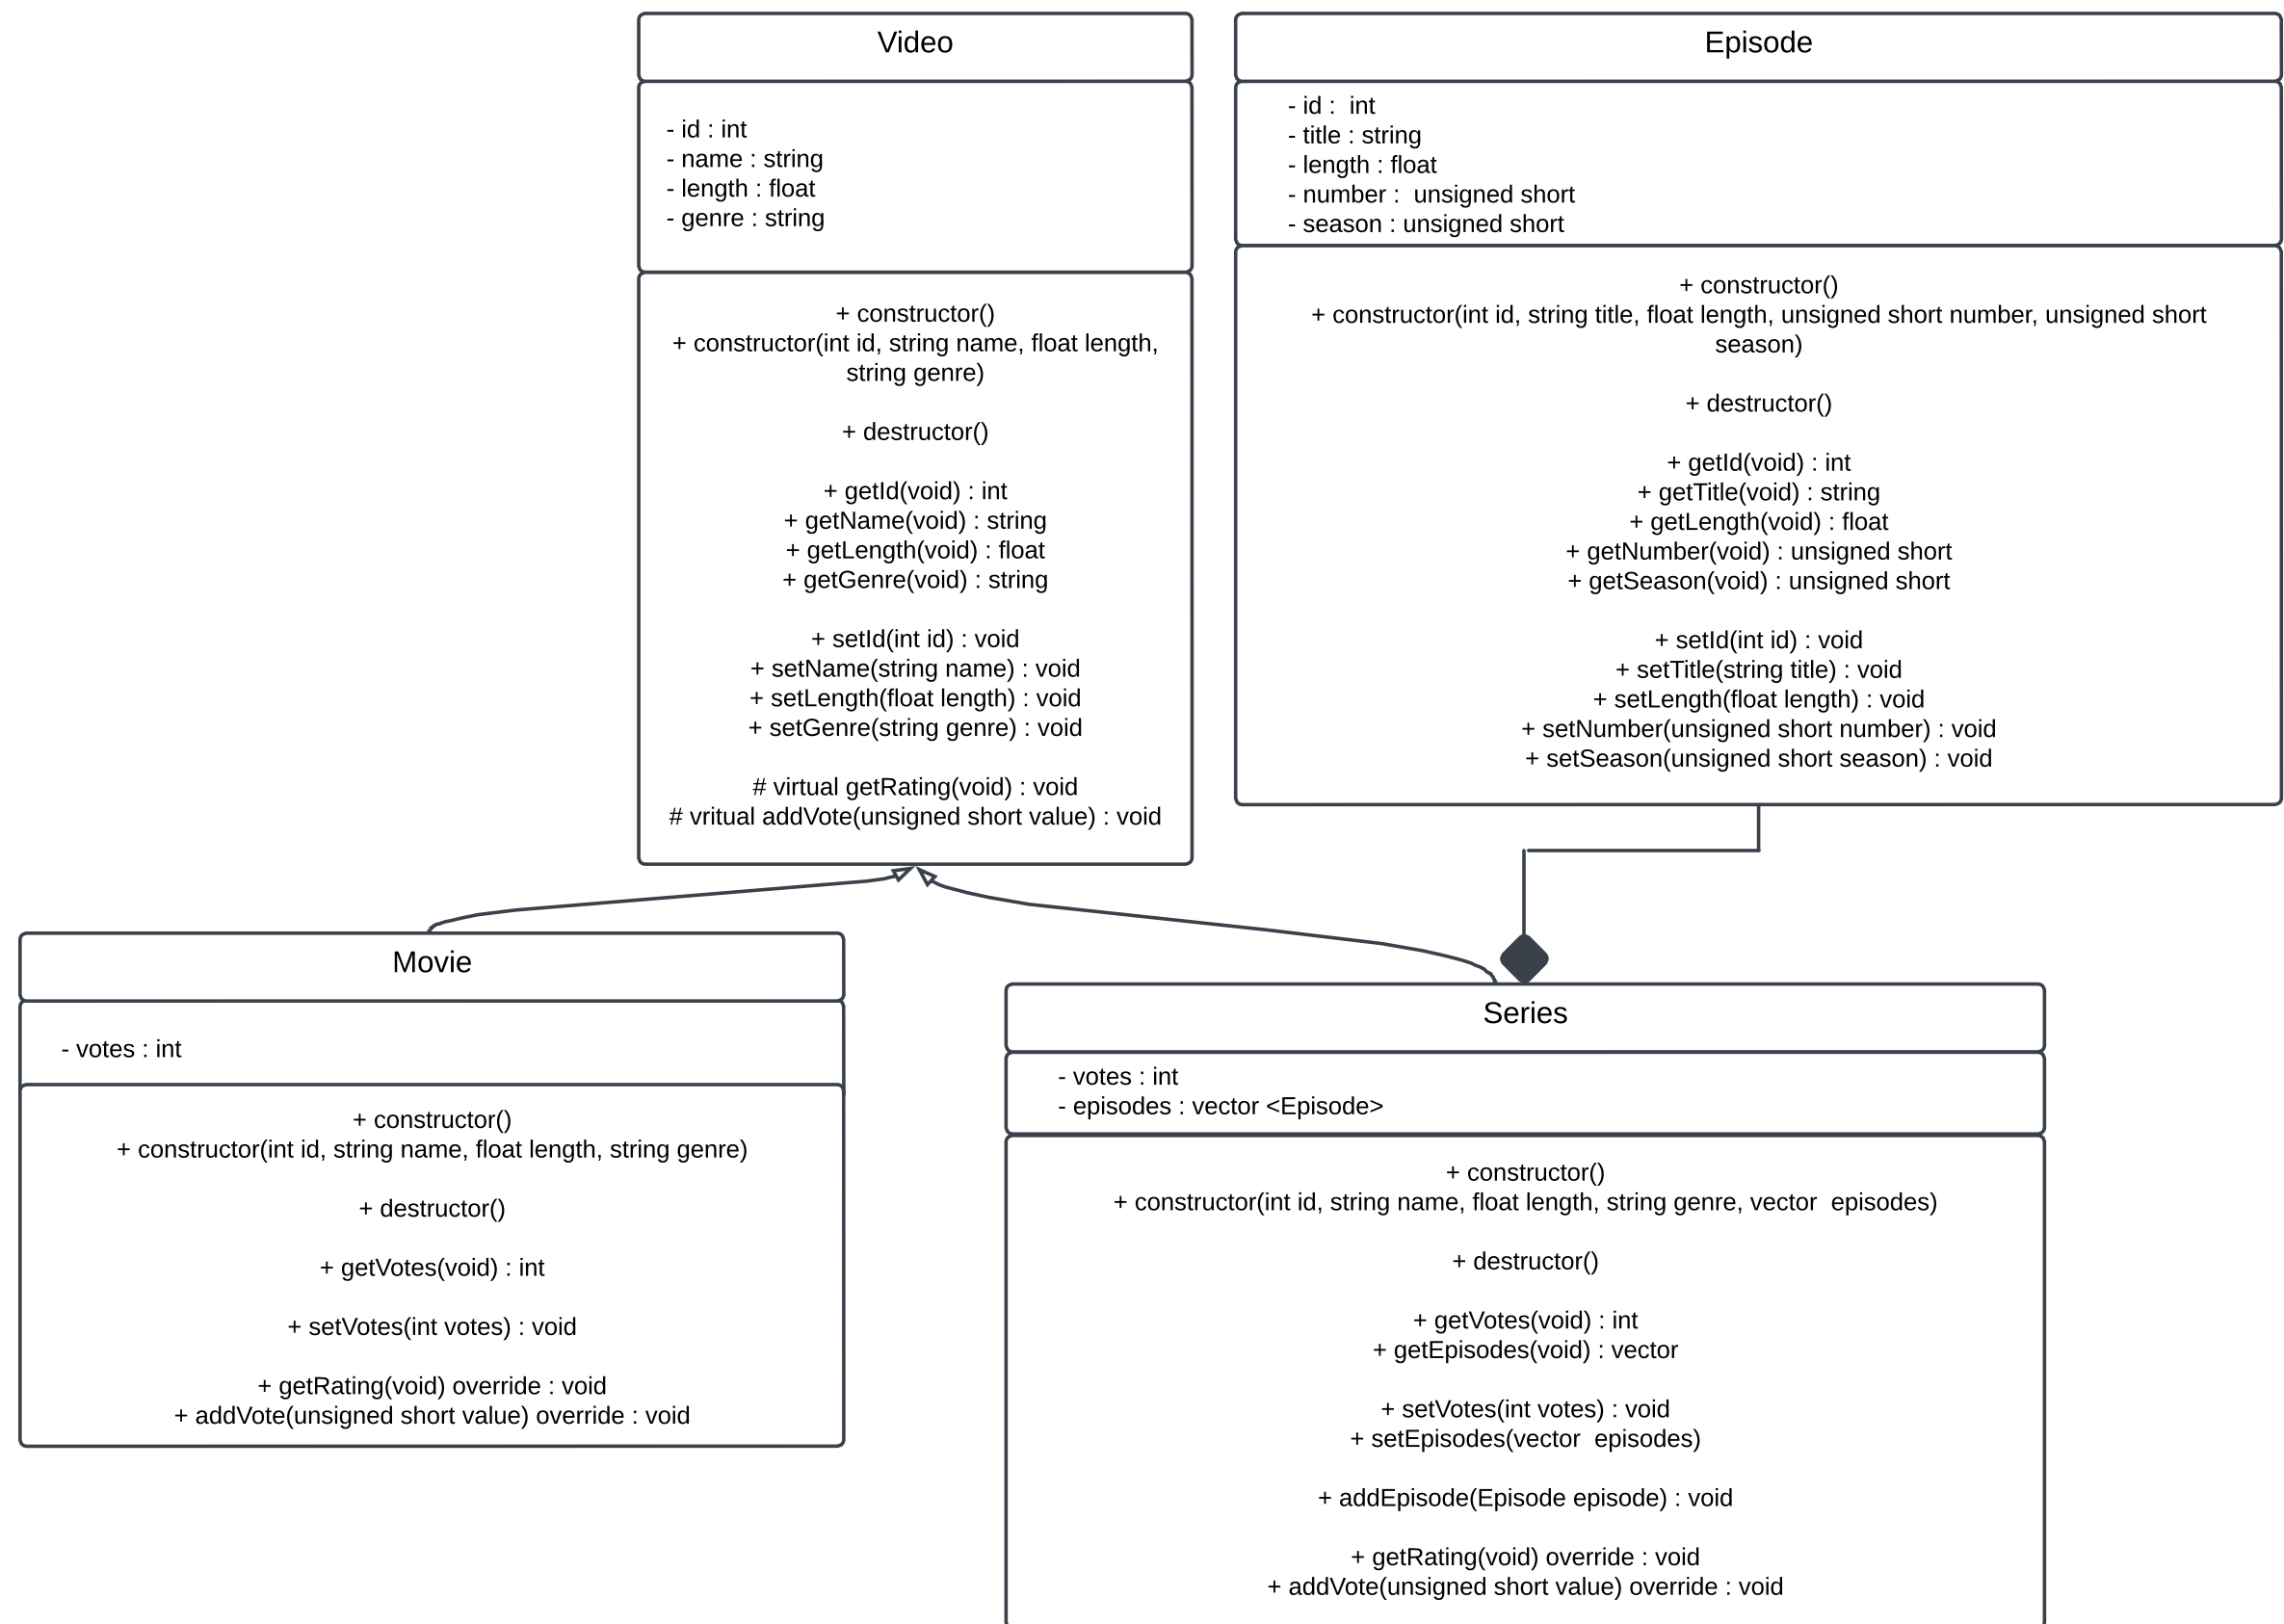 Video
- id : int
- name : string
- length : float
- genre : string
+ constructor()
+ constructor(int id, string name, float length,
string genre)
+ destructor()
+ getId(void) : int
+ getName(void) : string
+ getLength(void) : float
+ getGenre(void) : string
+ setId(int id) : void
+ setName(string name) : void
+ setLength(float length) : void
+ setGenre(string genre) : void
# virtual getRating(void) : void
# vritual addVote(unsigned short value) : void
Episode
- id :  int
- title : string
- length : float
- number :  unsigned short
- season : unsigned short
+ constructor()
+ constructor(int id, string title, float length, unsigned short number, unsigned short
season)
+ destructor()
+ getId(void) : int
+ getTitle(void) : string
+ getLength(void) : float
+ getNumber(void) : unsigned short
+ getSeason(void) : unsigned short
+ setId(int id) : void
+ setTitle(string title) : void
+ setLength(float length) : void
+ setNumber(unsigned short number) : void
+ setSeason(unsigned short season) : void
Movie
- votes : int
+ constructor()
+ constructor(int id, string name, float length, string genre)
+ destructor()
+ getVotes(void) : int
+ setVotes(int votes) : void
+ getRating(void) override : void
+ addVote(unsigned short value) override : void
Series
- votes : int
- episodes : vector <Episode>
+ constructor()
+ constructor(int id, string name, float length, string genre, vector  episodes)
+ destructor()
+ getVotes(void) : int
+ getEpisodes(void) : vector
+ setVotes(int votes) : void
+ setEpisodes(vector  episodes)
+ addEpisode(Episode episode) : void
+ getRating(void) override : void
+ addVote(unsigned short value) override : void